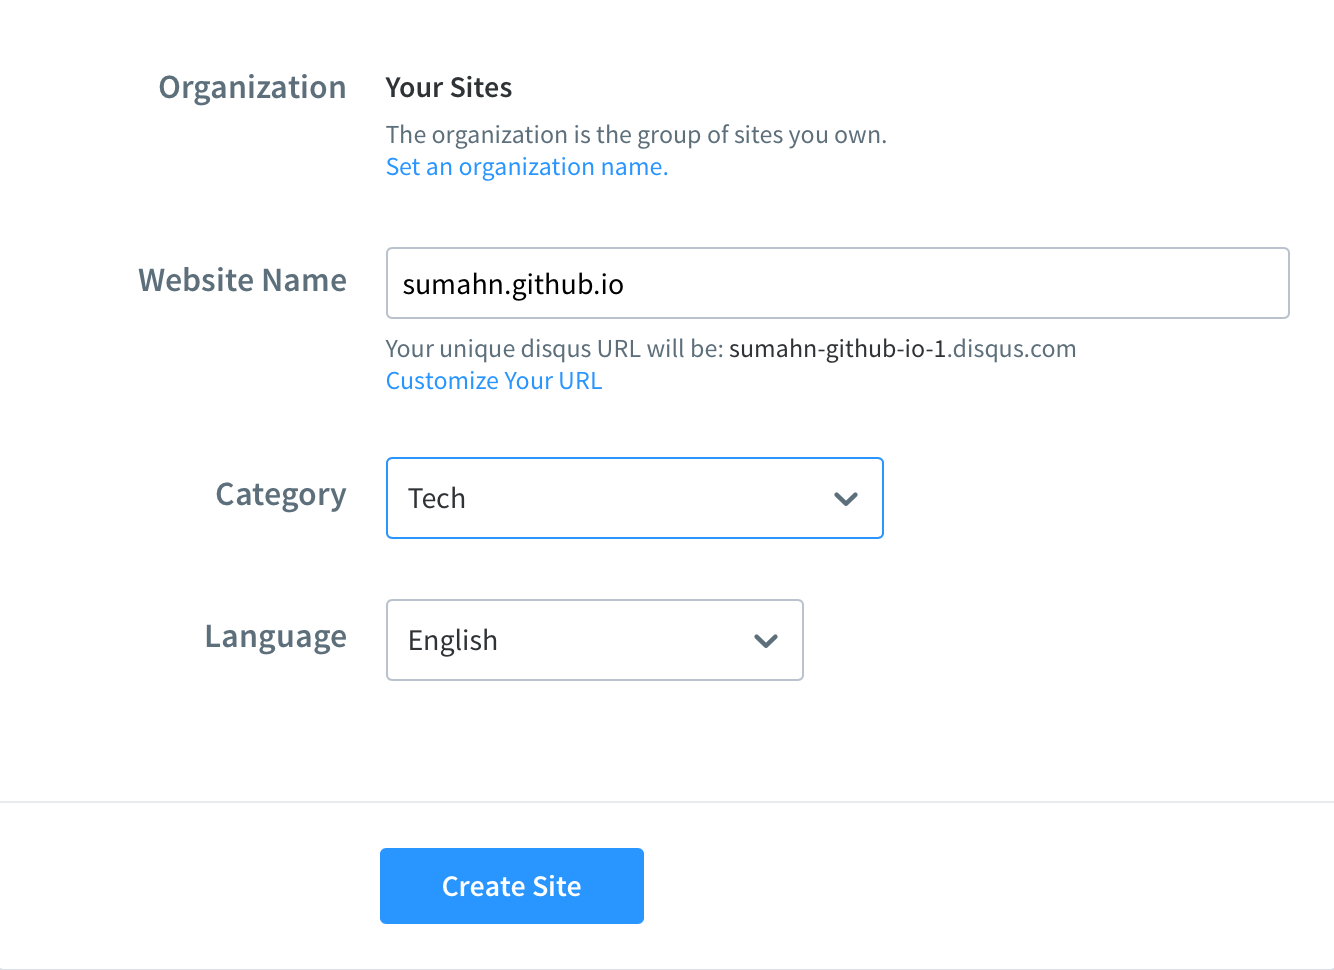 Organization
Your Sites
The organization is the group of sites you own.
Set an organization name.
Website Name
sumahn.github.io
Your unique disqus URL will be: sumahn-github-io-1.disqus.com
Customize Your URL
Category
Tech
Language
English
Create Site